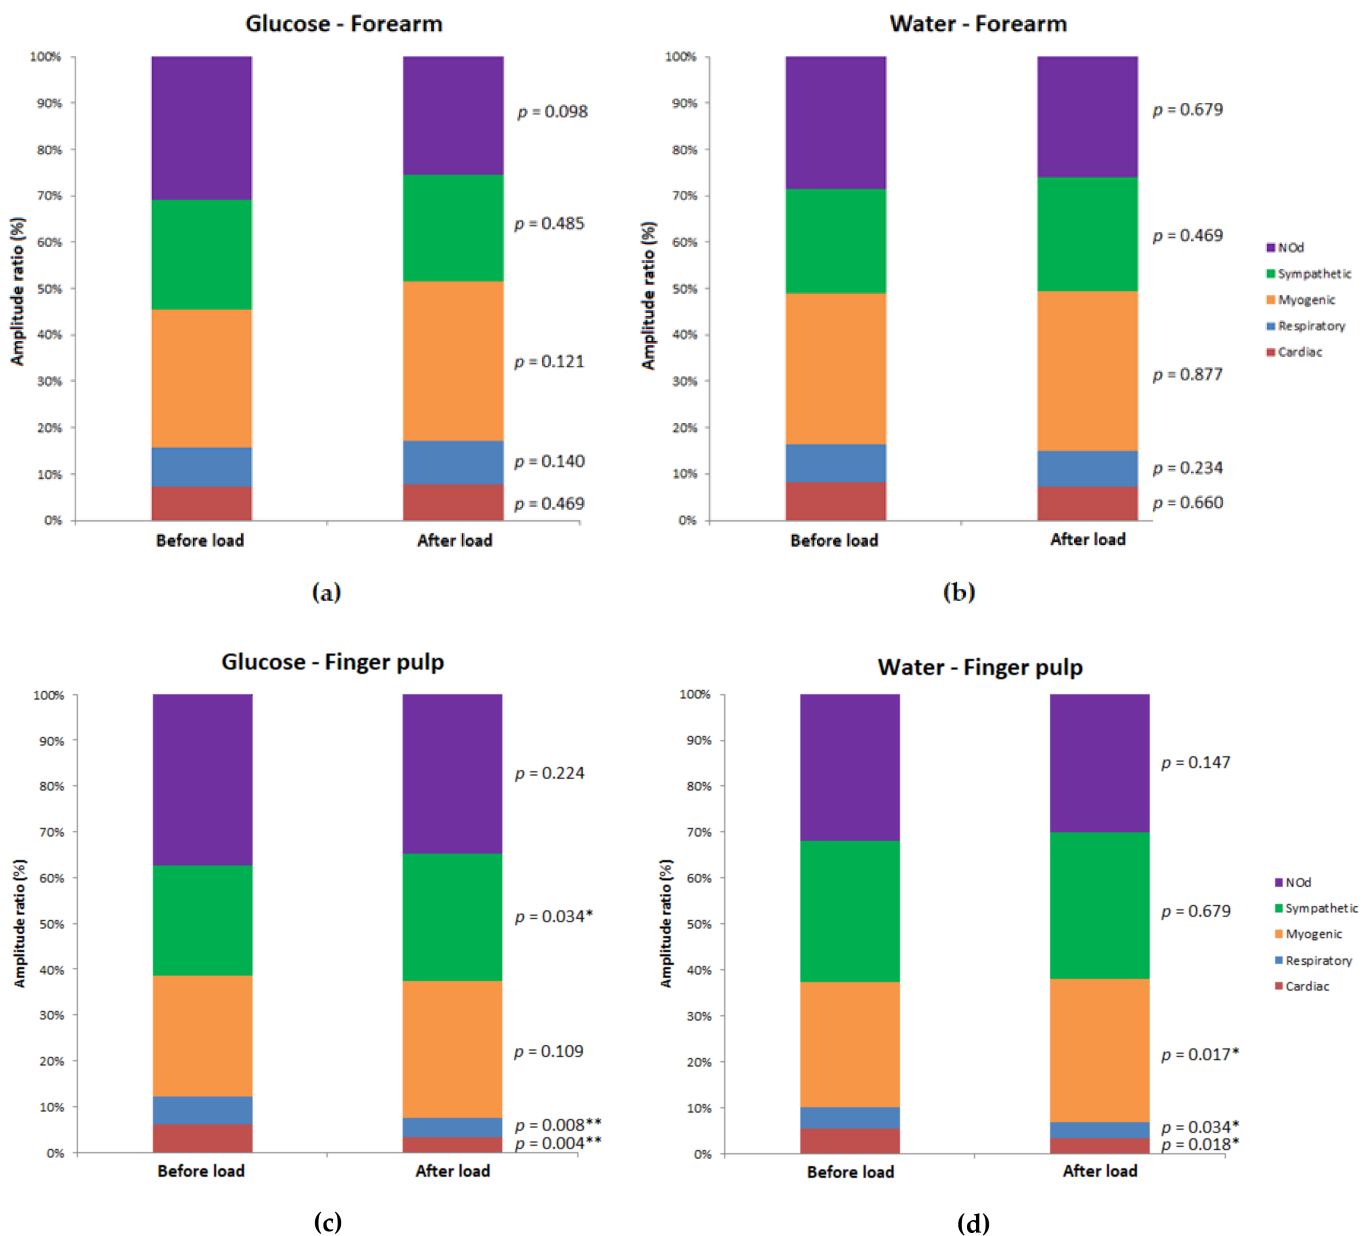 Glucose - Forearm
100%
90%
80%
70%
60%
50%
40%
30%
20%
10%
0%
Amplitude ratio (%)
p = 0.098
p = 0.485
p = 0.121
p = 0.140
p = 0.469
Before load
After load
(a)
Water - Forearm
100%
90%
80%
70%
60%
50%
40%
30%
20%
10%
0%
Amplitude ratio (%)
p = 0.679
p = 0.469
p = 0.877
p = 0.234
p = 0.660
Before load
After load
NOd
Sympathetic
Myogenic
Respiratory
Cardiac
(b)
Glucose - Finger pulp
100%
90%
80%
70%
60%
50%
40%
30%
20%
10%
0%
Amplitude ratio (%)
p = 0.224
p = 0.034*
p = 0.109
p = 0.008**
p = 0.004**
Before load
After load
(c)
Water - Finger pulp
100%
90%
80%
70%
60%
50%
40%
30%
20%
10%
0%
Amplitude ratio (%)
p = 0.147
p = 0.679
p = 0.017*
p = 0.034*
p = 0.018*
Before load
After load
NOd
Sympathetic
Myogenic
Respiratory
Cardiac
(d)